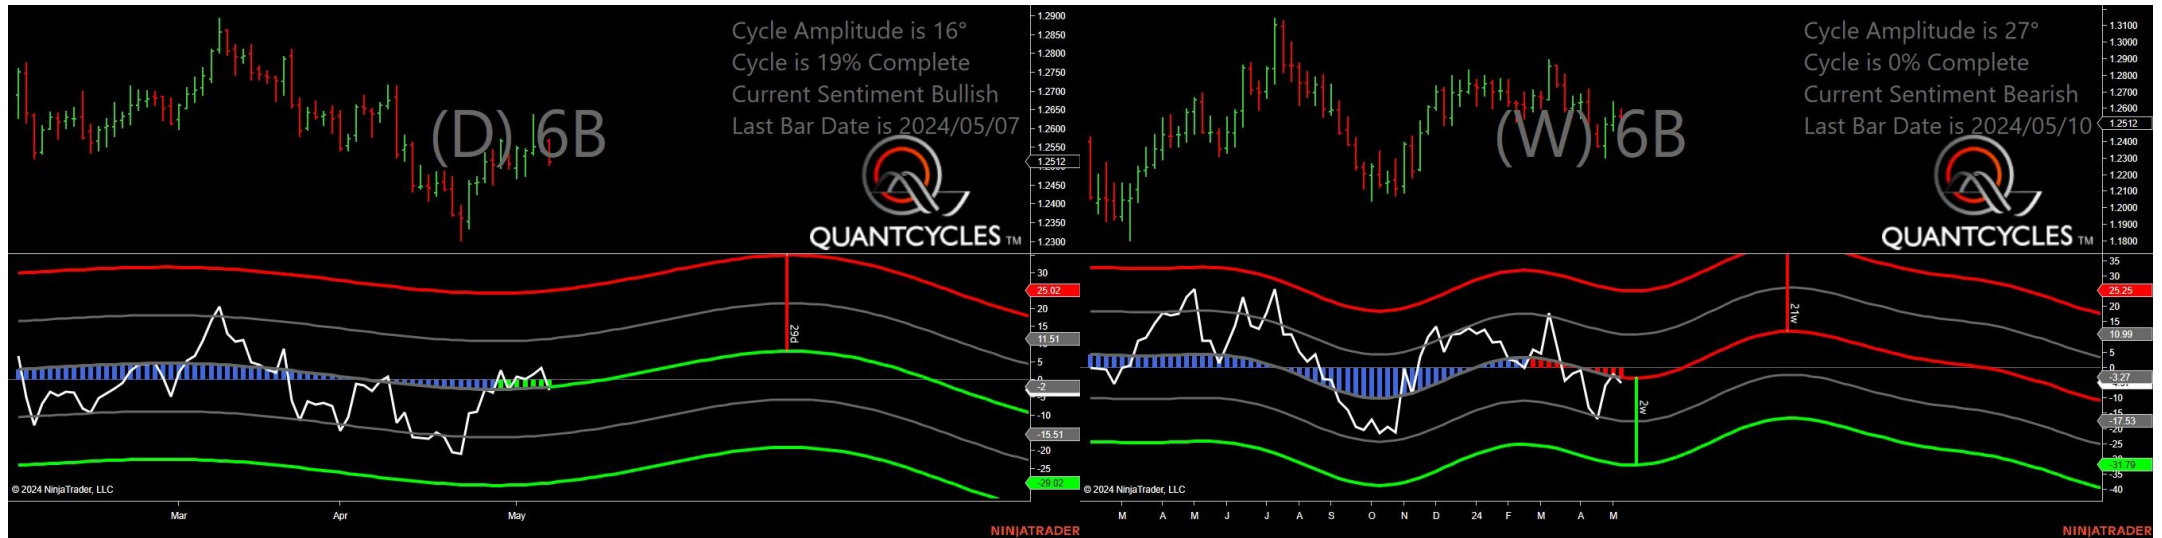 Cycle Amplitude is 16°
Cycle is 19% Complete
Current Sentiment Bullish
Last Bar Date is 2024/05/07
(D) 6B
QUANTCYCLES TM
1.2900
1.2850
1.2800
1.2750
1.2700
1.2650
1.2600
1.2550
1.2512
1.2450
1.2400
1.2350
1.2300
30
25.02
20
15
11.51
5
-2
-5
-10
-15.51
-20
-25
-29.02
29d
© 2024 NinjaTrader, LLC
Mar
Apr
May
NINJATRADER
Cycle Amplitude is 27°
Cycle is 0% Complete
Current Sentiment Bearish
Last Bar Date is 2024/05/10
(W) 6B
QUANTCYCLES TM
1.3100
1.3000
1.2900
1.2800
1.2700
1.2600
1.2512
1.2400
1.2300
1.2200
1.2100
1.2000
1.1900
1.1800
35
30
25.25
20
15
10.99
5
0
-3.27
-10
-15
-17.53
-20
-25
-31.79
-35
-40
21w
2w
© 2024 NinjaTrader, LLC
M A M J J A S O N D 24 F M A M
NINJATRADER